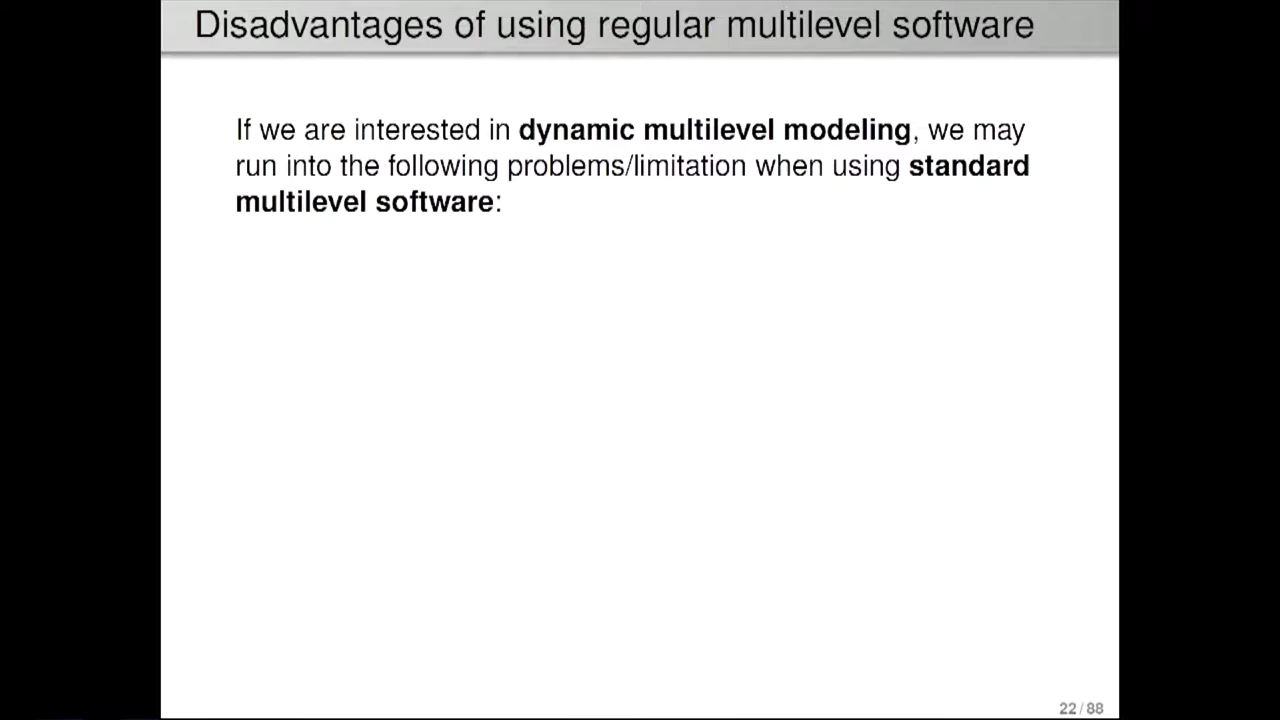 Disadvantages of using regular multilevel software
If we are interested in dynamic multilevel modeling, we may
run into the following problems/limitation when using standard
multilevel software:
22 / 88